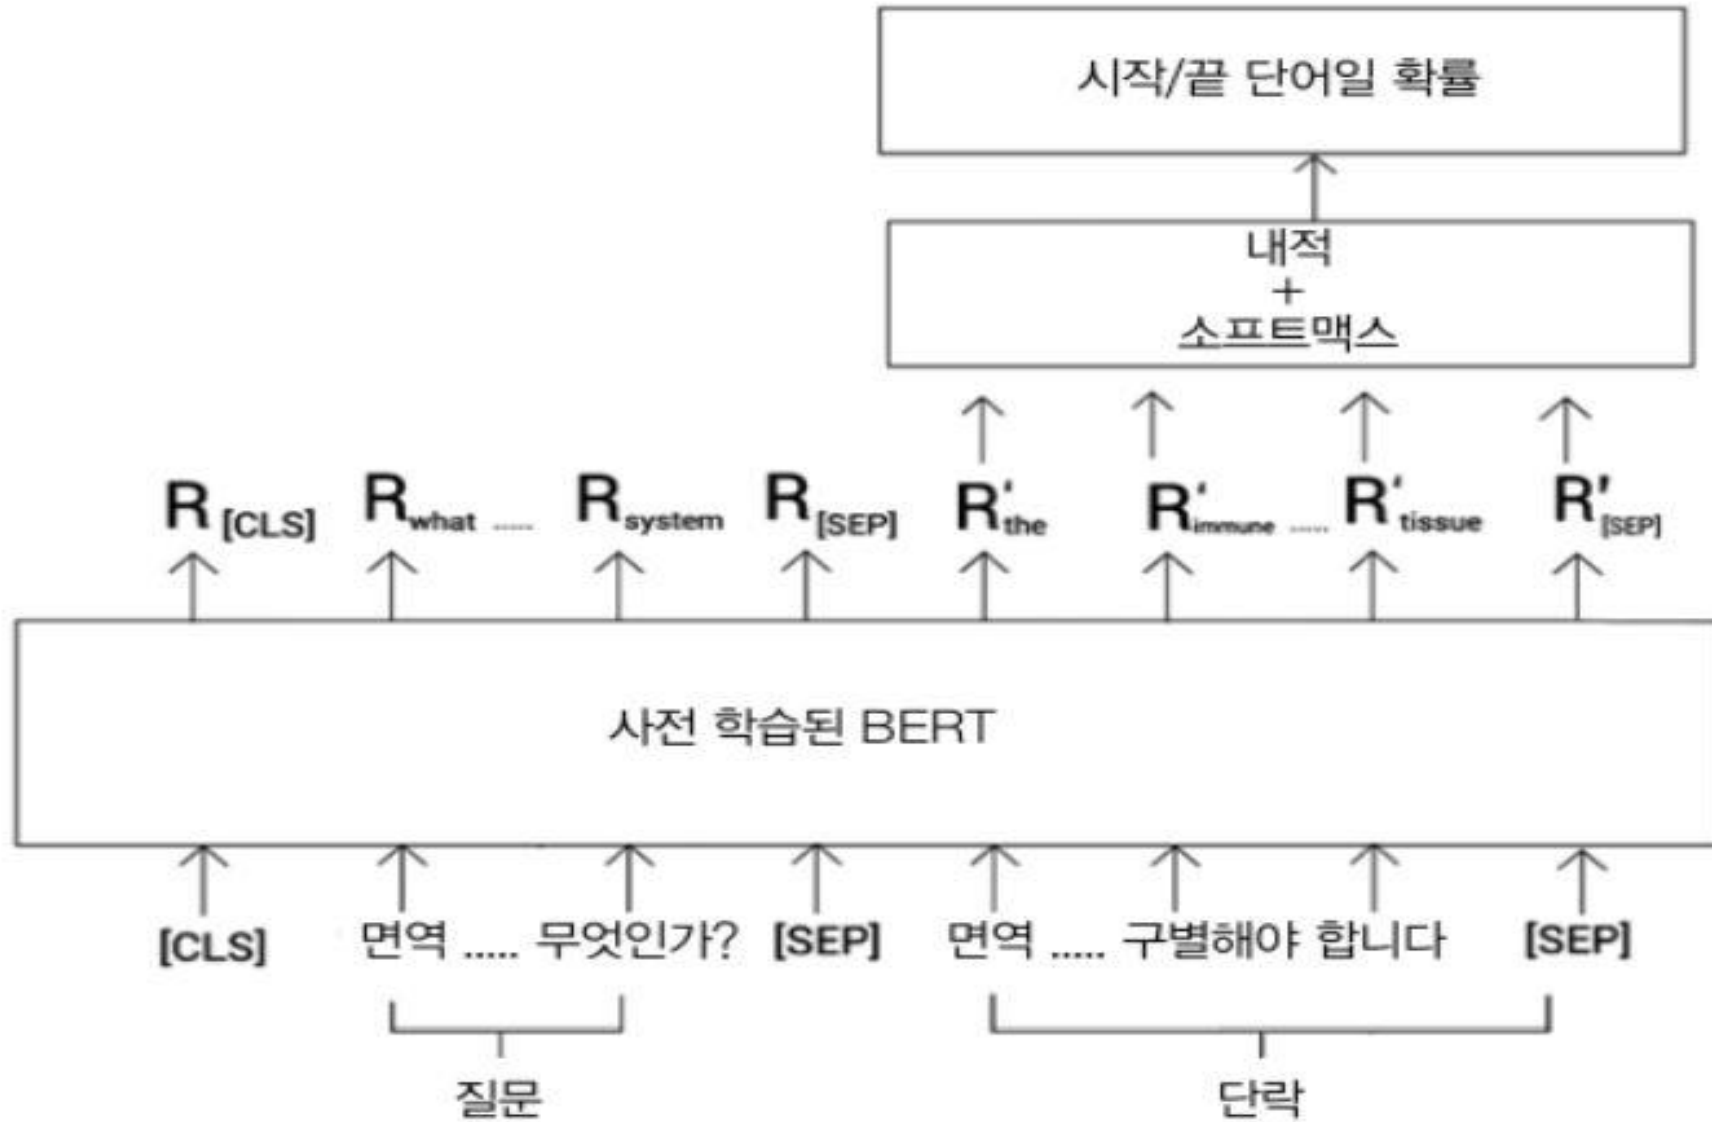 시작/끝 단어일 확률
내적
+
소프트맥스
R[CLS] Rwhat ..... Rsystem R[SEP] R'the R'immune ..... R'tissue R'[SEP]
사전 학습된 BERT
[CLS] 면역 ..... 무엇인가? [SEP] 면역 ..... 구별해야 합니다 [SEP]
질문 단락